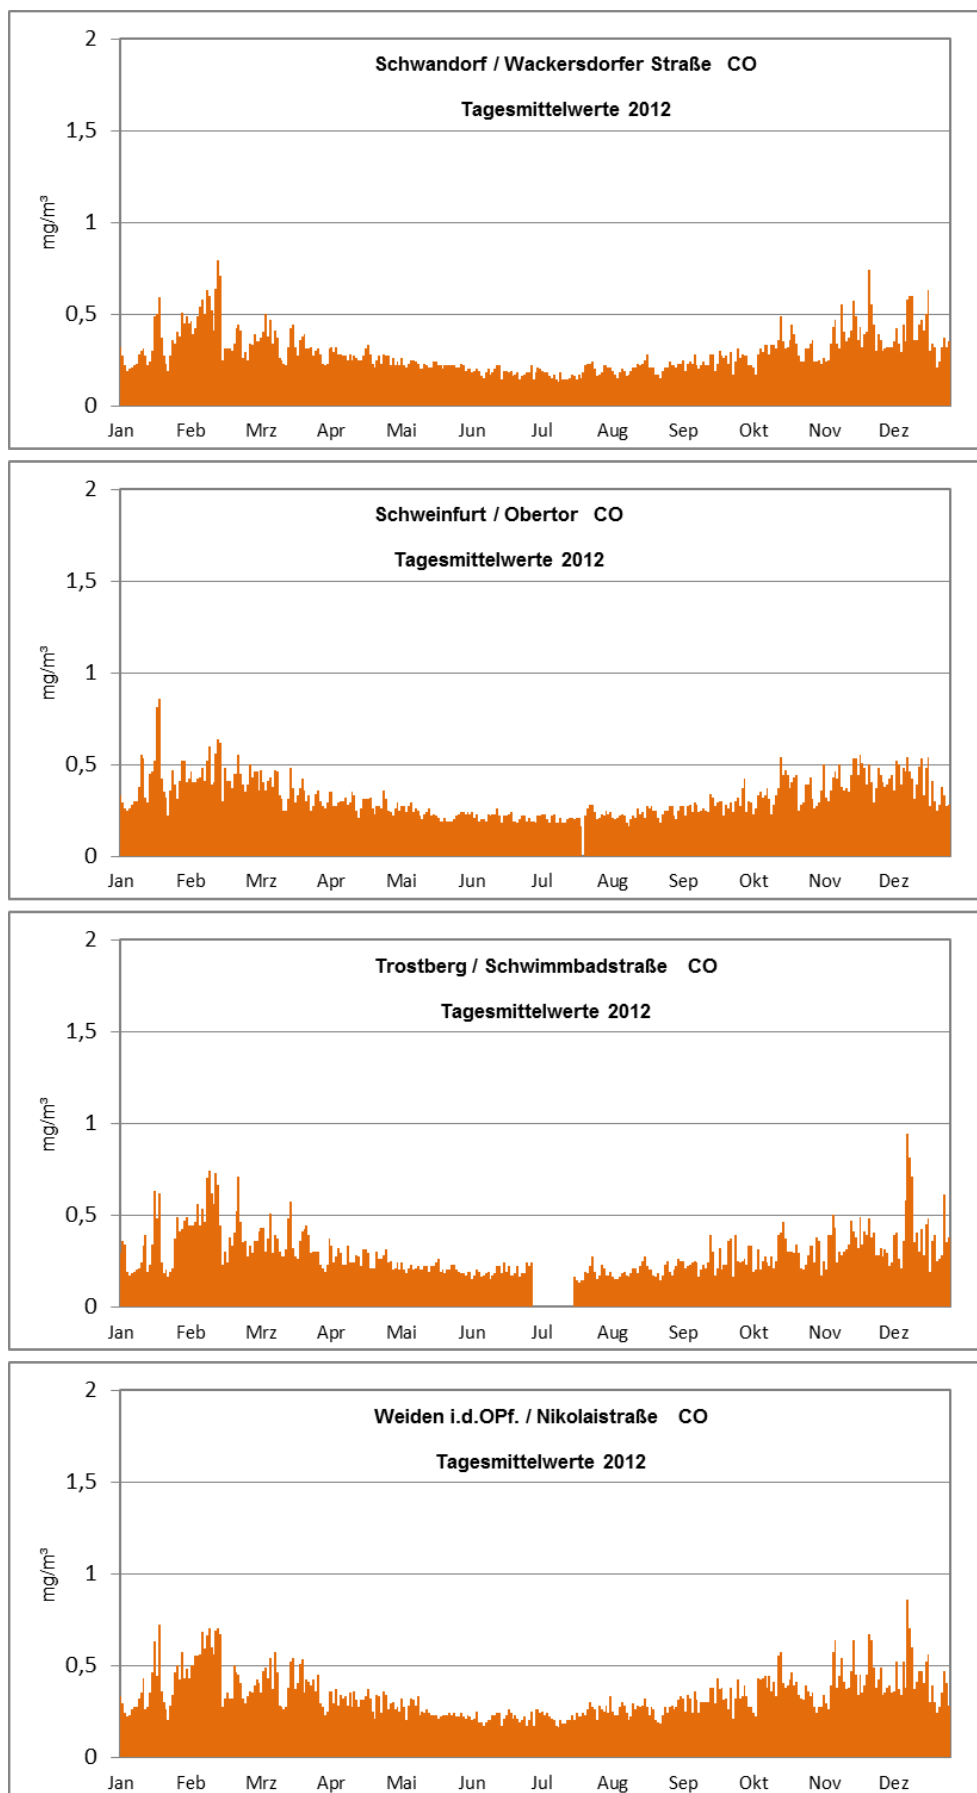 Schwandorf / Wackersdorfer Straße CO
Tagesmittelwerte 2012
mg/m³
2
1,5
1
0,5
0
Jan Feb Mrz Apr Mai Jun Jul Aug Sep Okt Nov Dez
Schweinfurt / Obertor CO
Tagesmittelwerte 2012
mg/m³
2
1,5
1
0,5
0
Jan Feb Mrz Apr Mai Jun Jul Aug Sep Okt Nov Dez
Trostberg / Schwimmbadstraße CO
Tagesmittelwerte 2012
mg/m³
2
1,5
1
0,5
0
Jan Feb Mrz Apr Mai Jun Jul Aug Sep Okt Nov Dez
Weiden i.d.OPf. / Nikolaistraße CO
Tagesmittelwerte 2012
mg/m³
2
1,5
1
0,5
0
Jan Feb Mrz Apr Mai Jun Jul Aug Sep Okt Nov Dez